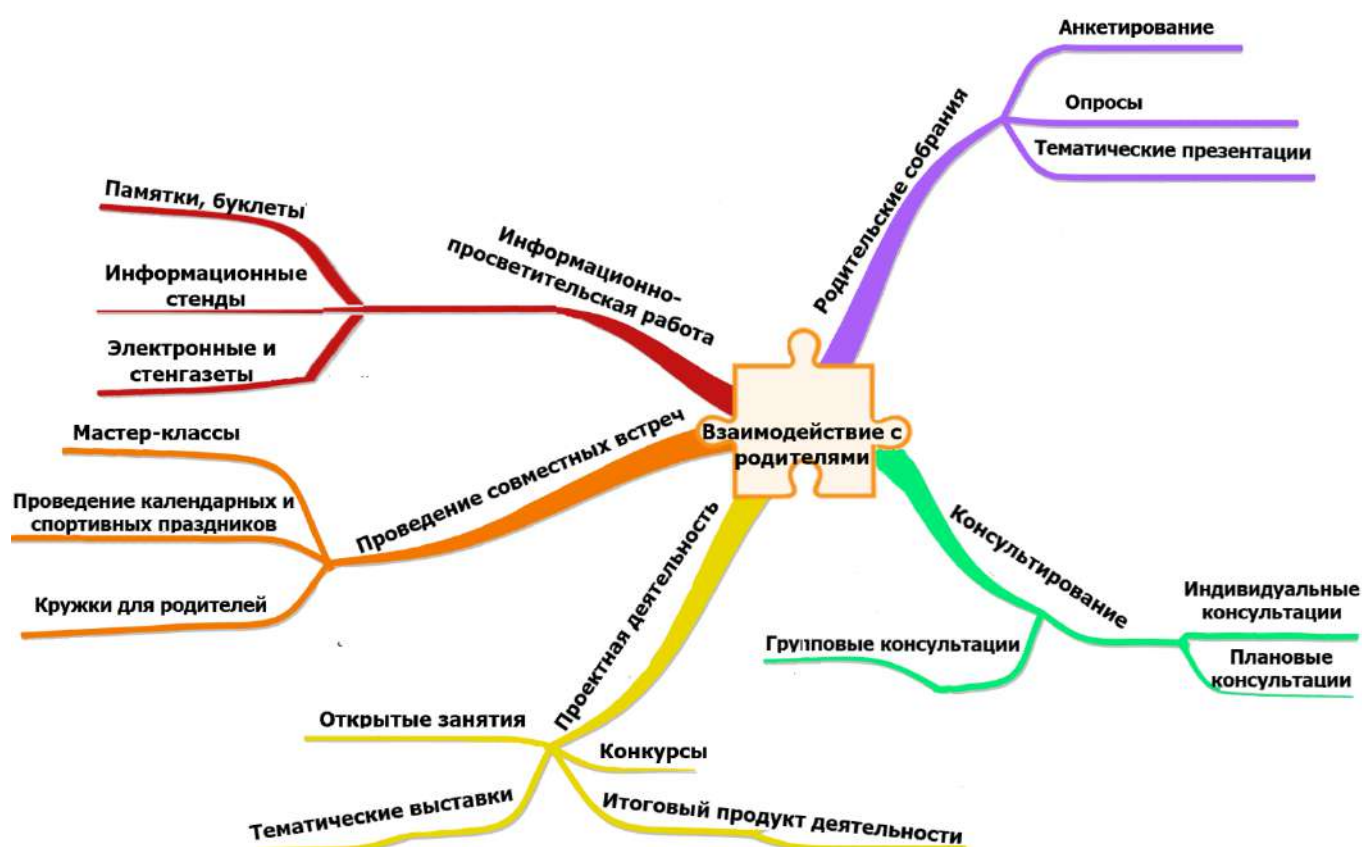 Анкетирование
Опросы
Тематические презентации
Родительские собрания
Памятки, буклеты
Информационные
стенды
Электронные и
стенгазеты
Информационно-
просветительская работа
Взаимодействие с
родителями
Мастер-классы
Проведение календарных и
спортивных праздников
Кружки для родителей
Проведение совместных встреч
Консультирование
Индивидуальные
консультации
Плановые
консультации
Групповые консультации
Проектная деятельность
Открытые занятия
Конкурсы
Тематические выставки
Итоговый продукт деятельности